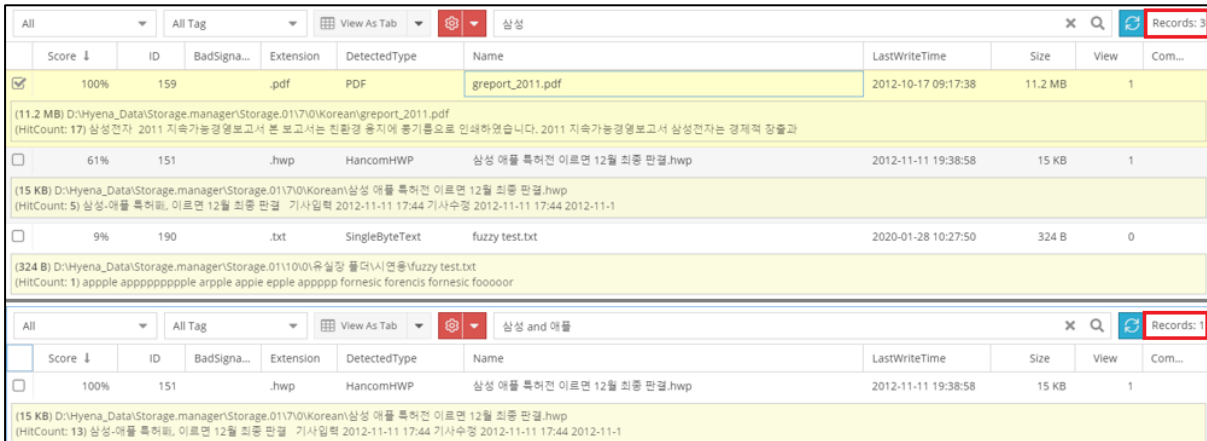 All All Tag View As Tab 삼성 Records: 3
Score ID BadSigna... Extension DetectedType Name LastWriteTime Size View Com...
100% 159 .pdf PDF greport_2011.pdf 2012-10-17 09:17:38 11.2 MB 1
(11.2 MB) D:\Hyena_Data\Storage.manager\Storage.01\7\0\Korean\greport_2011.pdf
(HitCount: 17) 삼성전자 2011 지속가능경영보고서 본 보고서는 친환경 용지에 콩기름으로 인쇄하였습니다. 2011 지속가능경영보고서 삼성전자는 경제적 창출과
61% 151 .hwp HancomHWP 삼성 애플 특허전 이르면 12월 최종 판결.hwp 2012-11-11 19:38:58 15 KB 1
(15 KB) D:\Hyena_Data\Storage.manager\Storage.01\7\0\Korean\삼성 애플 특허전 이르면 12월 최종 판결.hwp
(HitCount: 5) 삼성-애플 이르면 12월 최종 판결 기사입력 2012-11-11 17:44 기사수정 2012-11-11 17:44 2012-11-1
9% 190 .txt SingleByteText fuzzy test.txt 2020-01-28 10:27:50 324 B 0
(324 B) D:\Hyena_Data\Storage.manager\Storage.01\10\0\유실장 폴더\시연용\fuzzy test.txt
(HitCount: 1) appple appppppppple arpple appie epple appppp fornesic forencis fornesic fooooor
All All Tag View As Tab 삼성 and 애플 Records: 1
Score ID BadSigna... Extension DetectedType Name LastWriteTime Size View Com...
100% 151 .hwp HancomHWP 삼성 애플 특허전 이르면 12월 최종 판결.hwp 2012-11-11 19:38:58 15 KB 1
(15 KB) D:\Hyena_Data\Storage.manager\Storage.01\7\0\Korean\삼성 애플 특허전 이르면 12월 최종 판결.hwp
(HitCount: 13) 삼성-애플 이르면 12월 최종 판결 기사입력 2012-11-11 17:44 기사수정 2012-11-11 17:44 2012-11-1